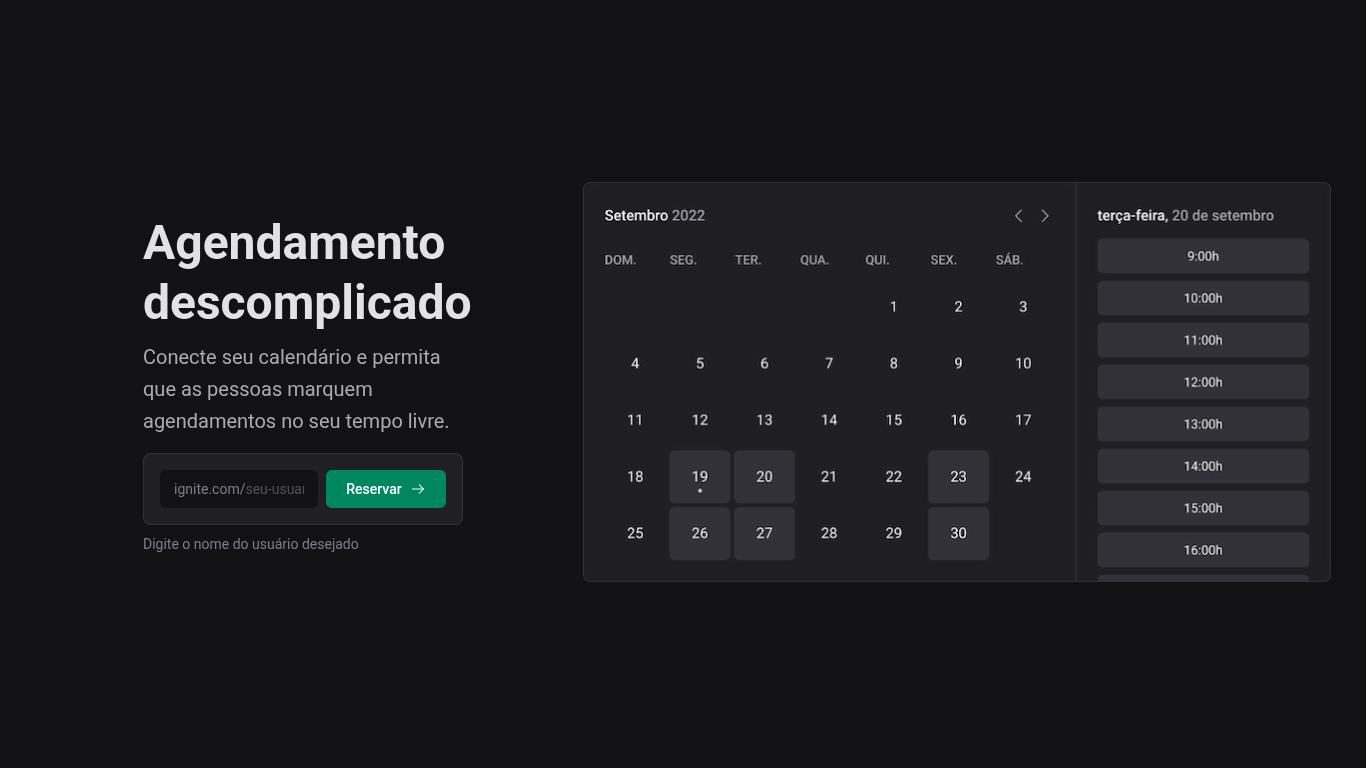 Agendamento
descomplicado
Conecte seu calendário e permita
que as pessoas marquem
agendamentos no seu tempo livre.
ignite.com/seu-usuar
Reservar
Digite o nome do usuário desejado
Setembro 2022
DOM. SEG. TER. QUA. QUI. SEX. SÁB.
1 2 3
4 5 6 7 8 9 10
11 12 13 14 15 16 17
18 19 20 21 22 23 24
25 26 27 28 29 30
terça-feira, 20 de setembro
9:00h
10:00h
11:00h
12:00h
13:00h
14:00h
15:00h
16:00h